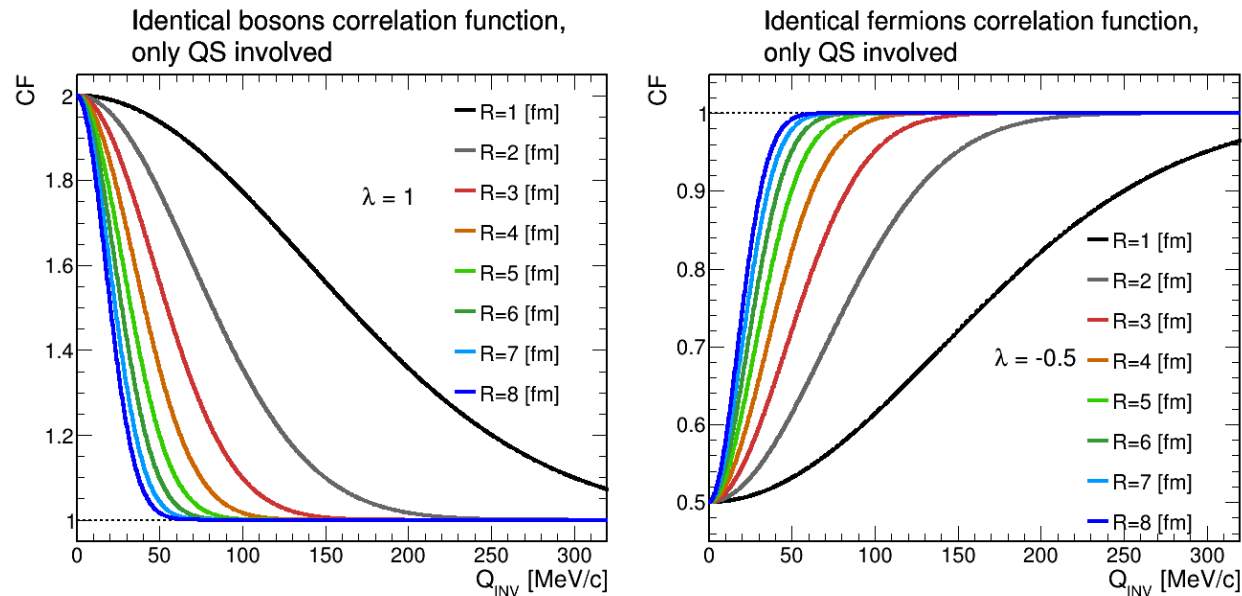 Identical bosons correlation function,
only QS involved
CF
2
1.8
1.6
1.4
1.2
1
R=1 [fm]
R=2 [fm]
λ = 1
R=3 [fm]
R=4 [fm]
R=5 [fm]
R=6 [fm]
R=7 [fm]
R=8 [fm]
0 50 100 150 200 250 300
Q_INV [MeV/c]
Identical fermions correlation function,
only QS involved
CF
1
0.9
0.8
0.7
0.6
0.5
R=1 [fm]
R=2 [fm]
R=3 [fm]
λ = -0.5
R=4 [fm]
R=5 [fm]
R=6 [fm]
R=7 [fm]
R=8 [fm]
0 50 100 150 200 250 300
Q_INV [MeV/c]